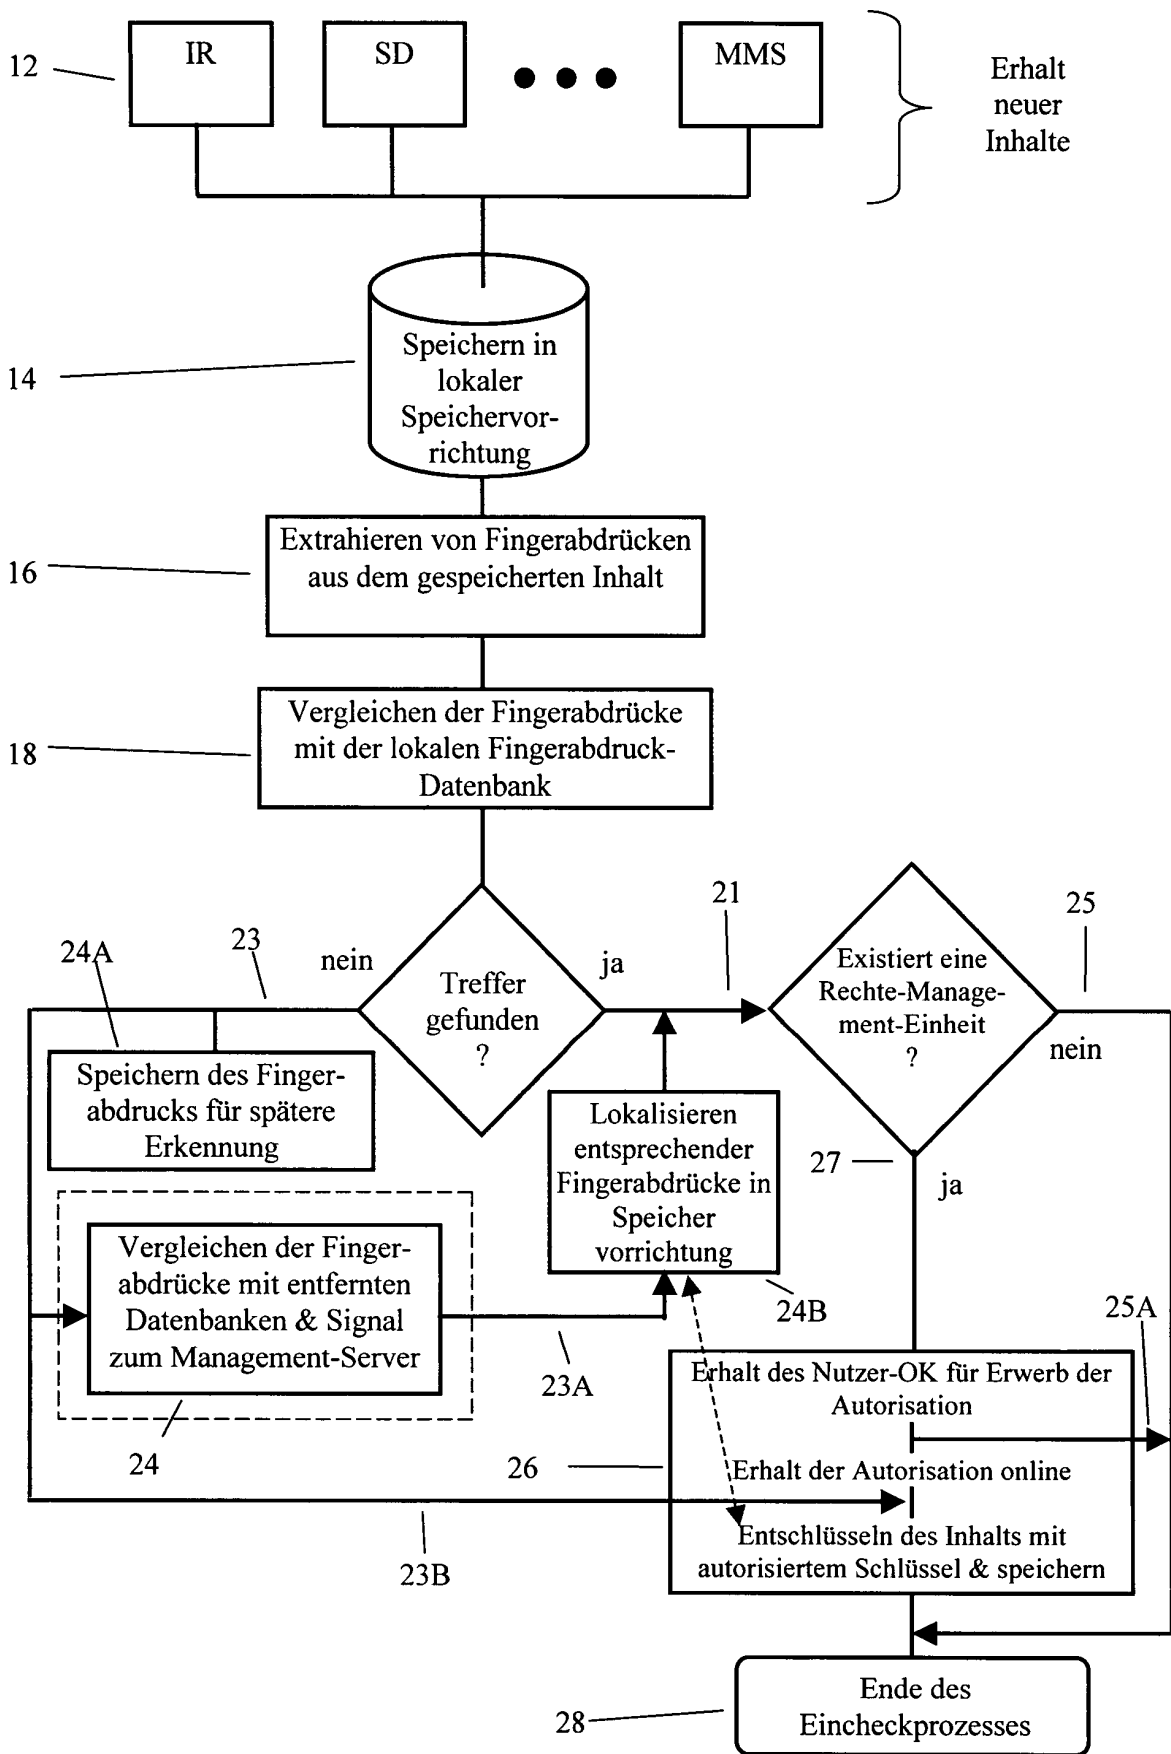 IR
SD
MMS
12
Erhalt
neuer
Inhalte
14
Speichern in
lokaler
Speichervor-
richtung
16
Extrahieren von Fingerabdrücken
aus dem gespeicherten Inhalt
18
Vergleichen der Fingerabdrücke
mit der lokalen Fingerabdruck-
Datenbank
24A
23
nein
Treffer
gefunden
?
ja
21
Existiert eine
Rechte-Manage-
ment-Einheit
?
25
nein
Speichern des Finger-
abdrucks für spätere
Erkennung
Lokalisieren
entsprechender
Fingerabdrücke in
Speicher
vorrichtung
27
ja
Vergleichen der Finger-
abdrücke mit entfernten
Datenbanken & Signal
zum Management-Server
24B
25A
23A
24
Erhalt des Nutzer-OK für Erwerb der
Autorisation
26
Erhalt der Autorisation online
Entschlüsseln des Inhalts mit
autorisiertem Schlüssel & speichern
23B
Ende des
Eincheckprozesses
28